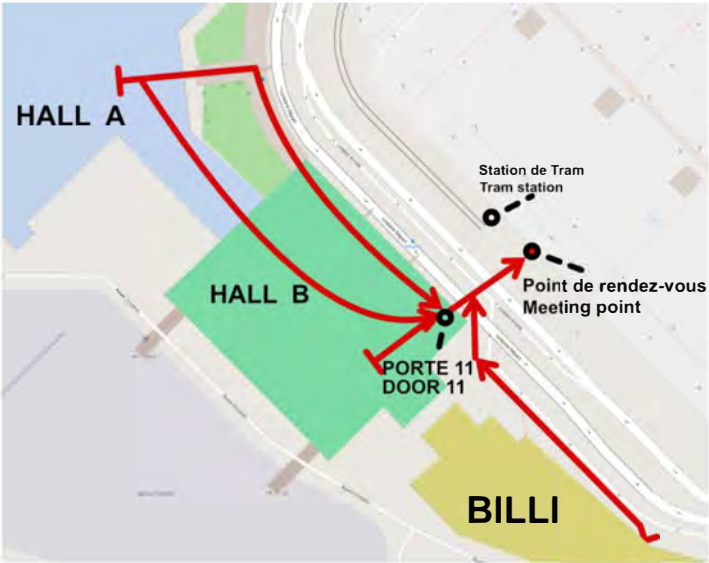 HALL A
Station de Tram
Tram station
Point de rendez-vous
Meeting point
HALL B
PORTE 11
DOOR 11
BILLI